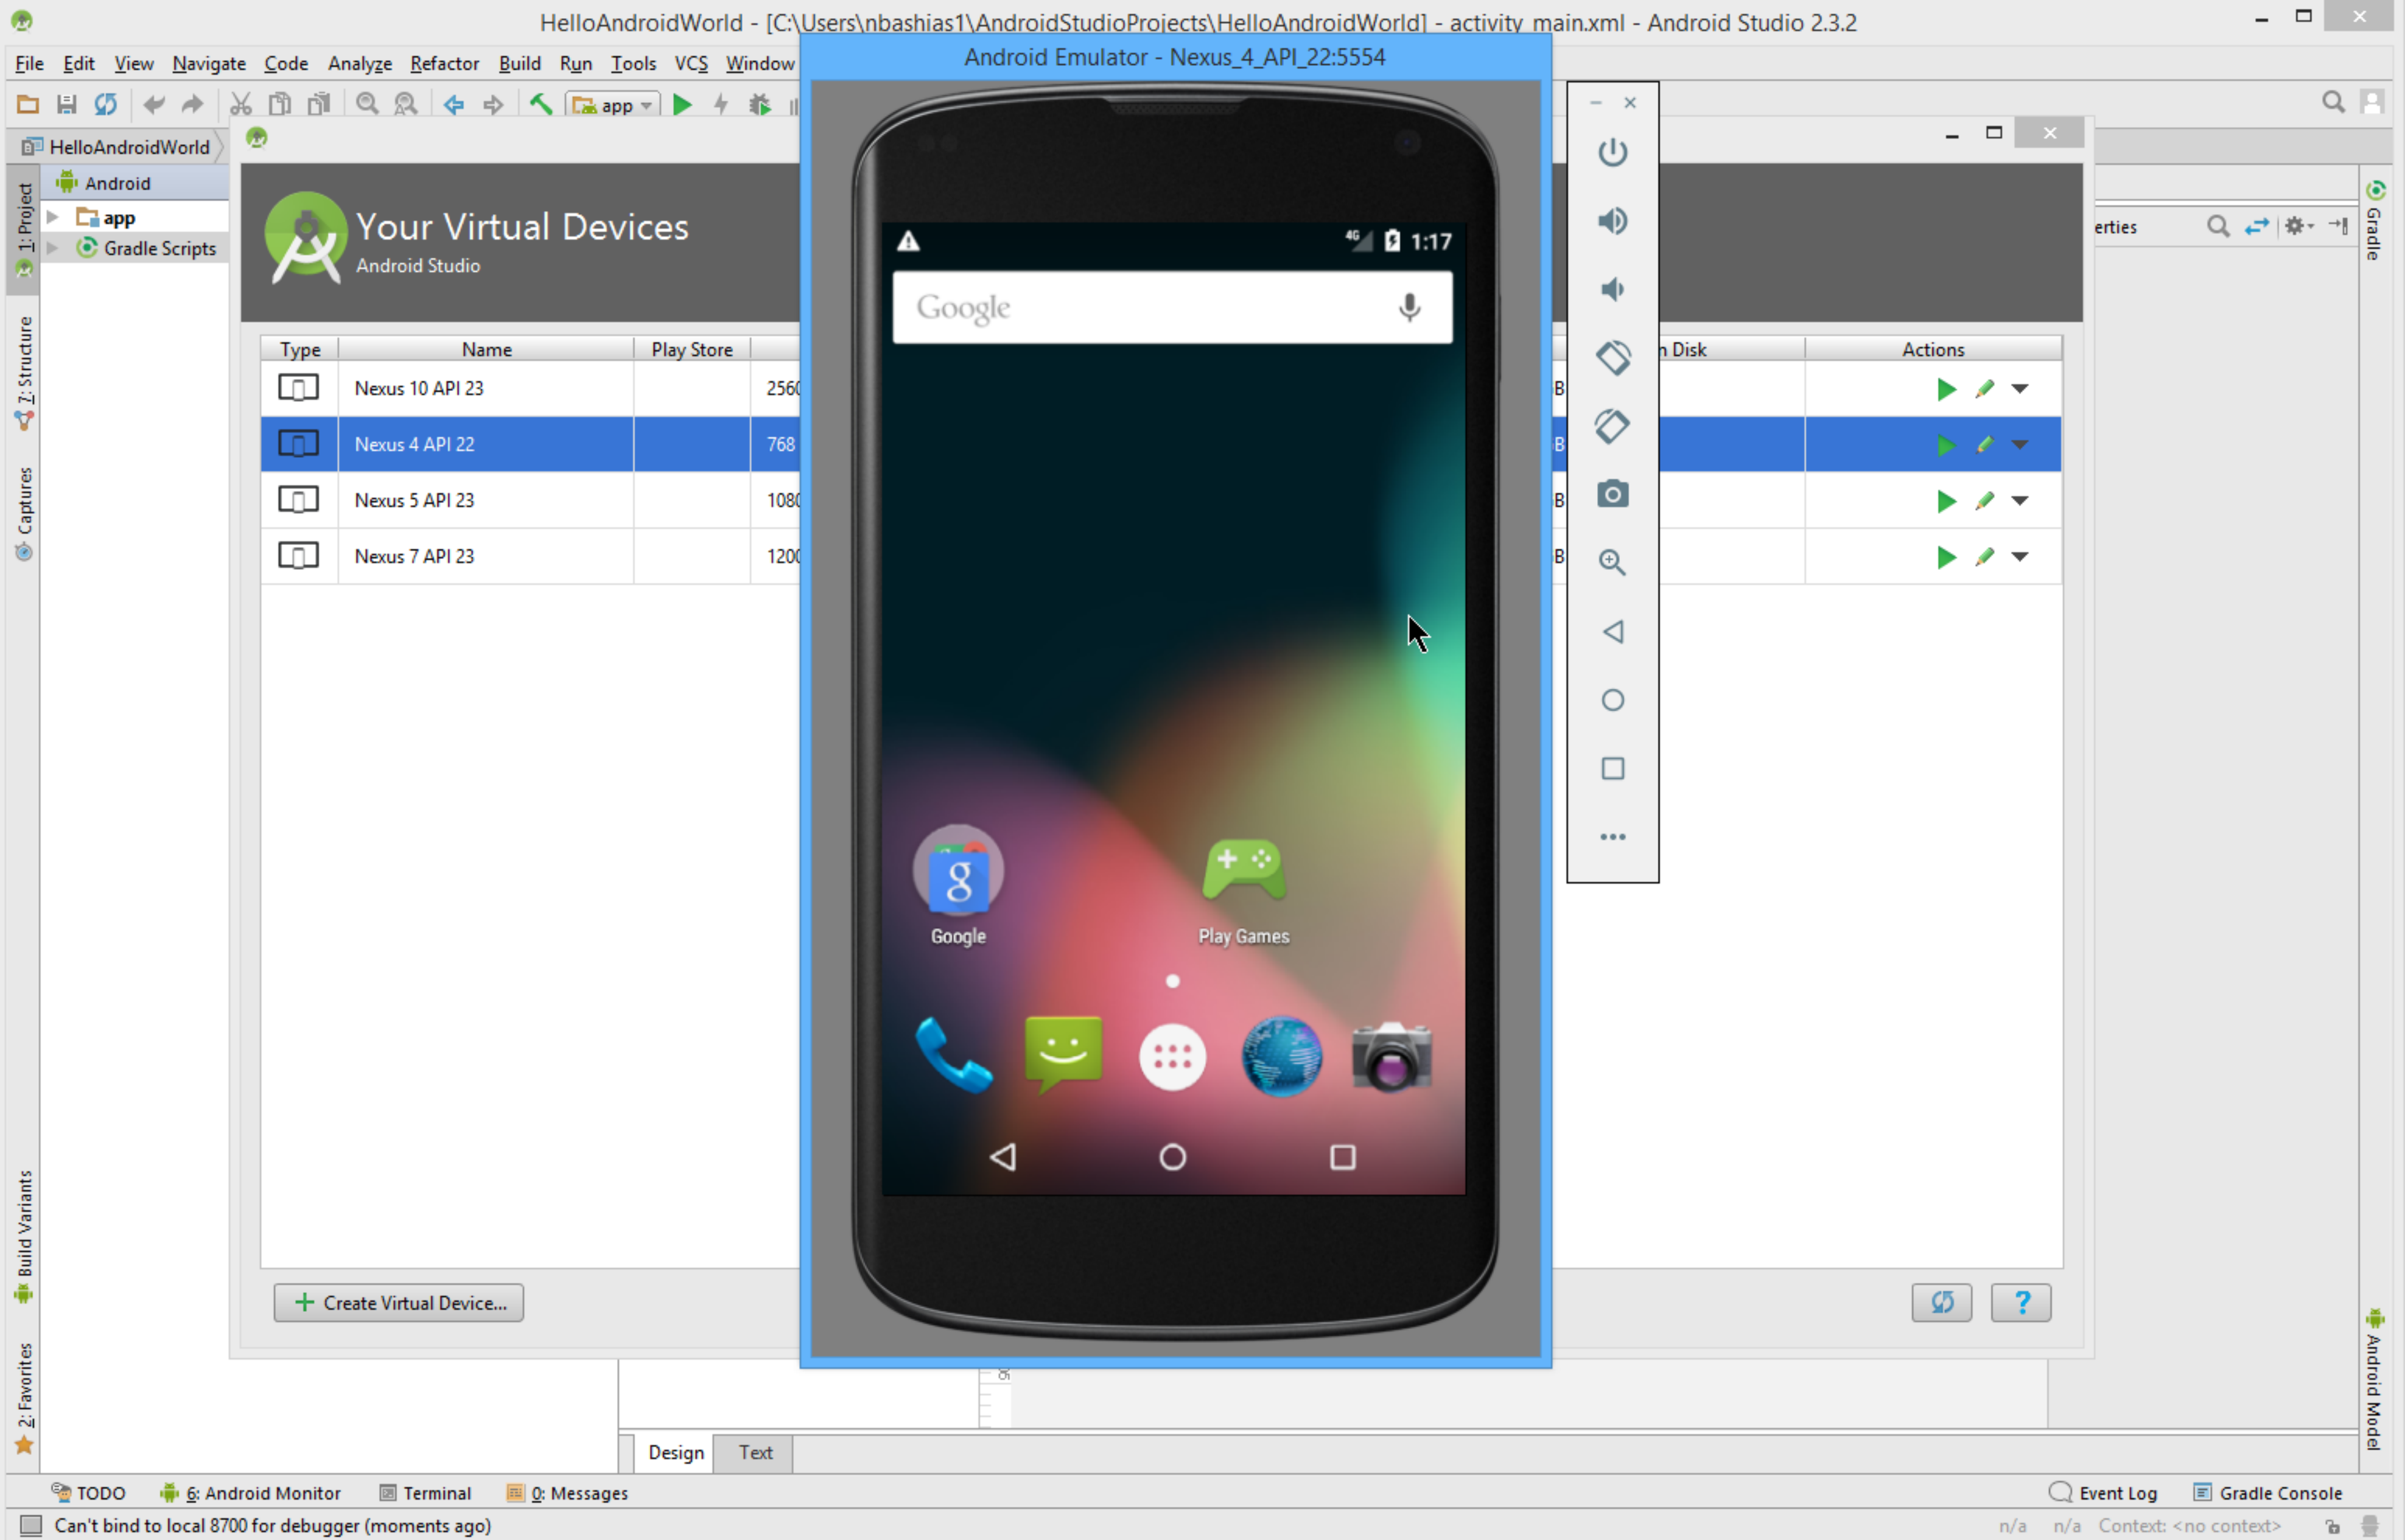 HelloAndroidWorld - [C:\Users\nbashias1\AndroidStudioProjects\HelloAndroidWorld] - activity_main.xml - Android Studio 2.3.2
Android Emulator - Nexus_4_API_22:5554
File Edit View Navigate Code Analyze Refactor Build Run Tools VCS Window
app
HelloAndroidWorld
Android
app
Gradle Scripts
1: Project
7: Structure
Captures
Build Variants
2: Favorites
Your Virtual Devices
Android Studio
Type Name Play Store Disk Actions
Nexus 10 API 23
Nexus 4 API 22 768
Nexus 5 API 23
Nexus 7 API 23
4G 1:17
Google
Google Play Games
Create Virtual Device...
?
Gradle
Android Model
Design Text
TODO 6: Android Monitor Terminal 0: Messages Event Log Gradle Console
Can't bind to local 8700 for debugger (moments ago) n/a n/a Context: <no context>